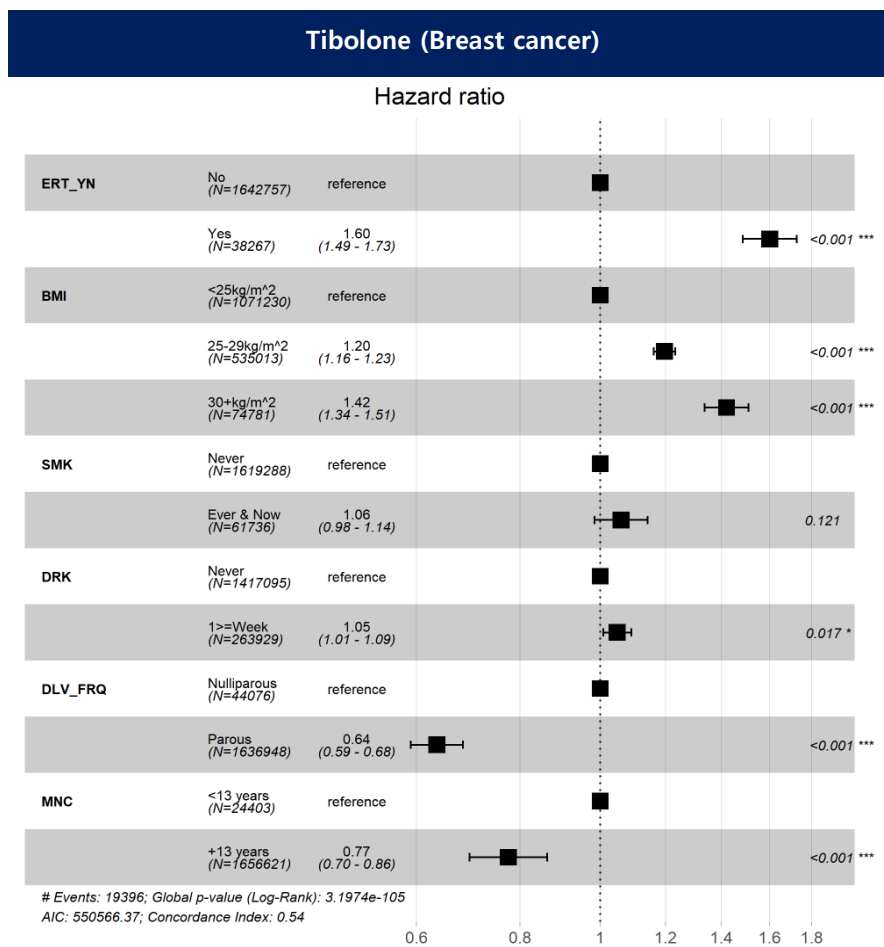 Tibolone (Breast cancer)
Hazard ratio
ERT_YN No reference
(N=1642757)
Yes 1.60 <0.001 ***
(N=38267) (1.49 - 1.73)
BMI <25kg/m^2 reference
(N=1071230)
25-29kg/m^2 1.20 <0.001 ***
(N=535013) (1.16 - 1.23)
30+kg/m^2 1.42 <0.001 ***
(N=74781) (1.34 - 1.51)
SMK Never reference
(N=1619288)
Ever & Now 1.06 0.121
(N=61736) (0.98 - 1.14)
DRK Never reference
(N=1417095)
1>=Week 1.05 0.017 *
(N=263929) (1.01 - 1.09)
DLV_FRQ Nulliparous reference
(N=44076)
Parous 0.64 <0.001 ***
(N=1636948) (0.59 - 0.68)
MNC <13 years reference
(N=24403)
+13 years 0.77 <0.001 ***
(N=1656621) (0.70 - 0.86)
# Events: 19396; Global p-value (Log-Rank): 3.1974e-105
AIC: 550566.37; Concordance Index: 0.54
0.6 0.8 1 1.2 1.4 1.6 1.8